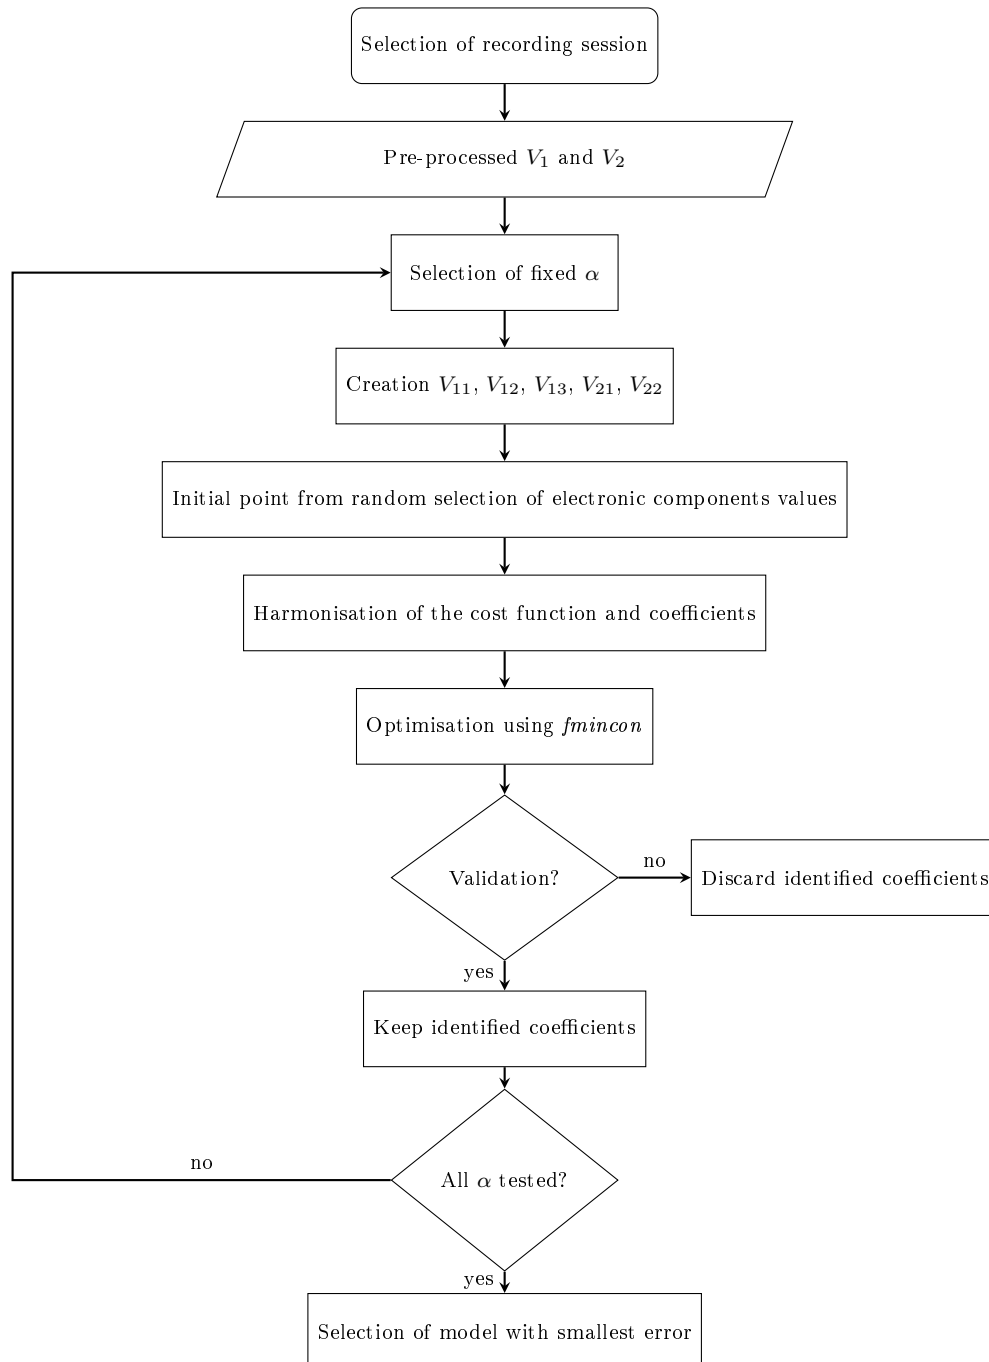 Selection of recording session
Pre-processed V₁ and V₂
Selection of fixed α
Creation V₁₁, V₁₂, V₁₃, V₂₁, V₂₂
Initial point from random selection of electronic components values
Harmonisation of the cost function and coefficients
Optimisation using fmincon
Validation?
no
Discard identified coefficients
yes
Keep identified coefficients
no
All α tested?
yes
Selection of model with smallest error